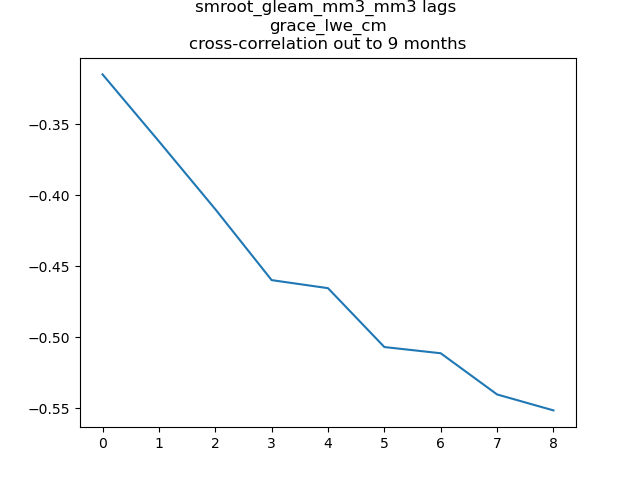 smroot_gleam_mm3_mm3 lags
grace_lwe_cm
cross-correlation out to 9 months
−0.35
−0.40
−0.45
−0.50
−0.55
0 1 2 3 4 5 6 7 8